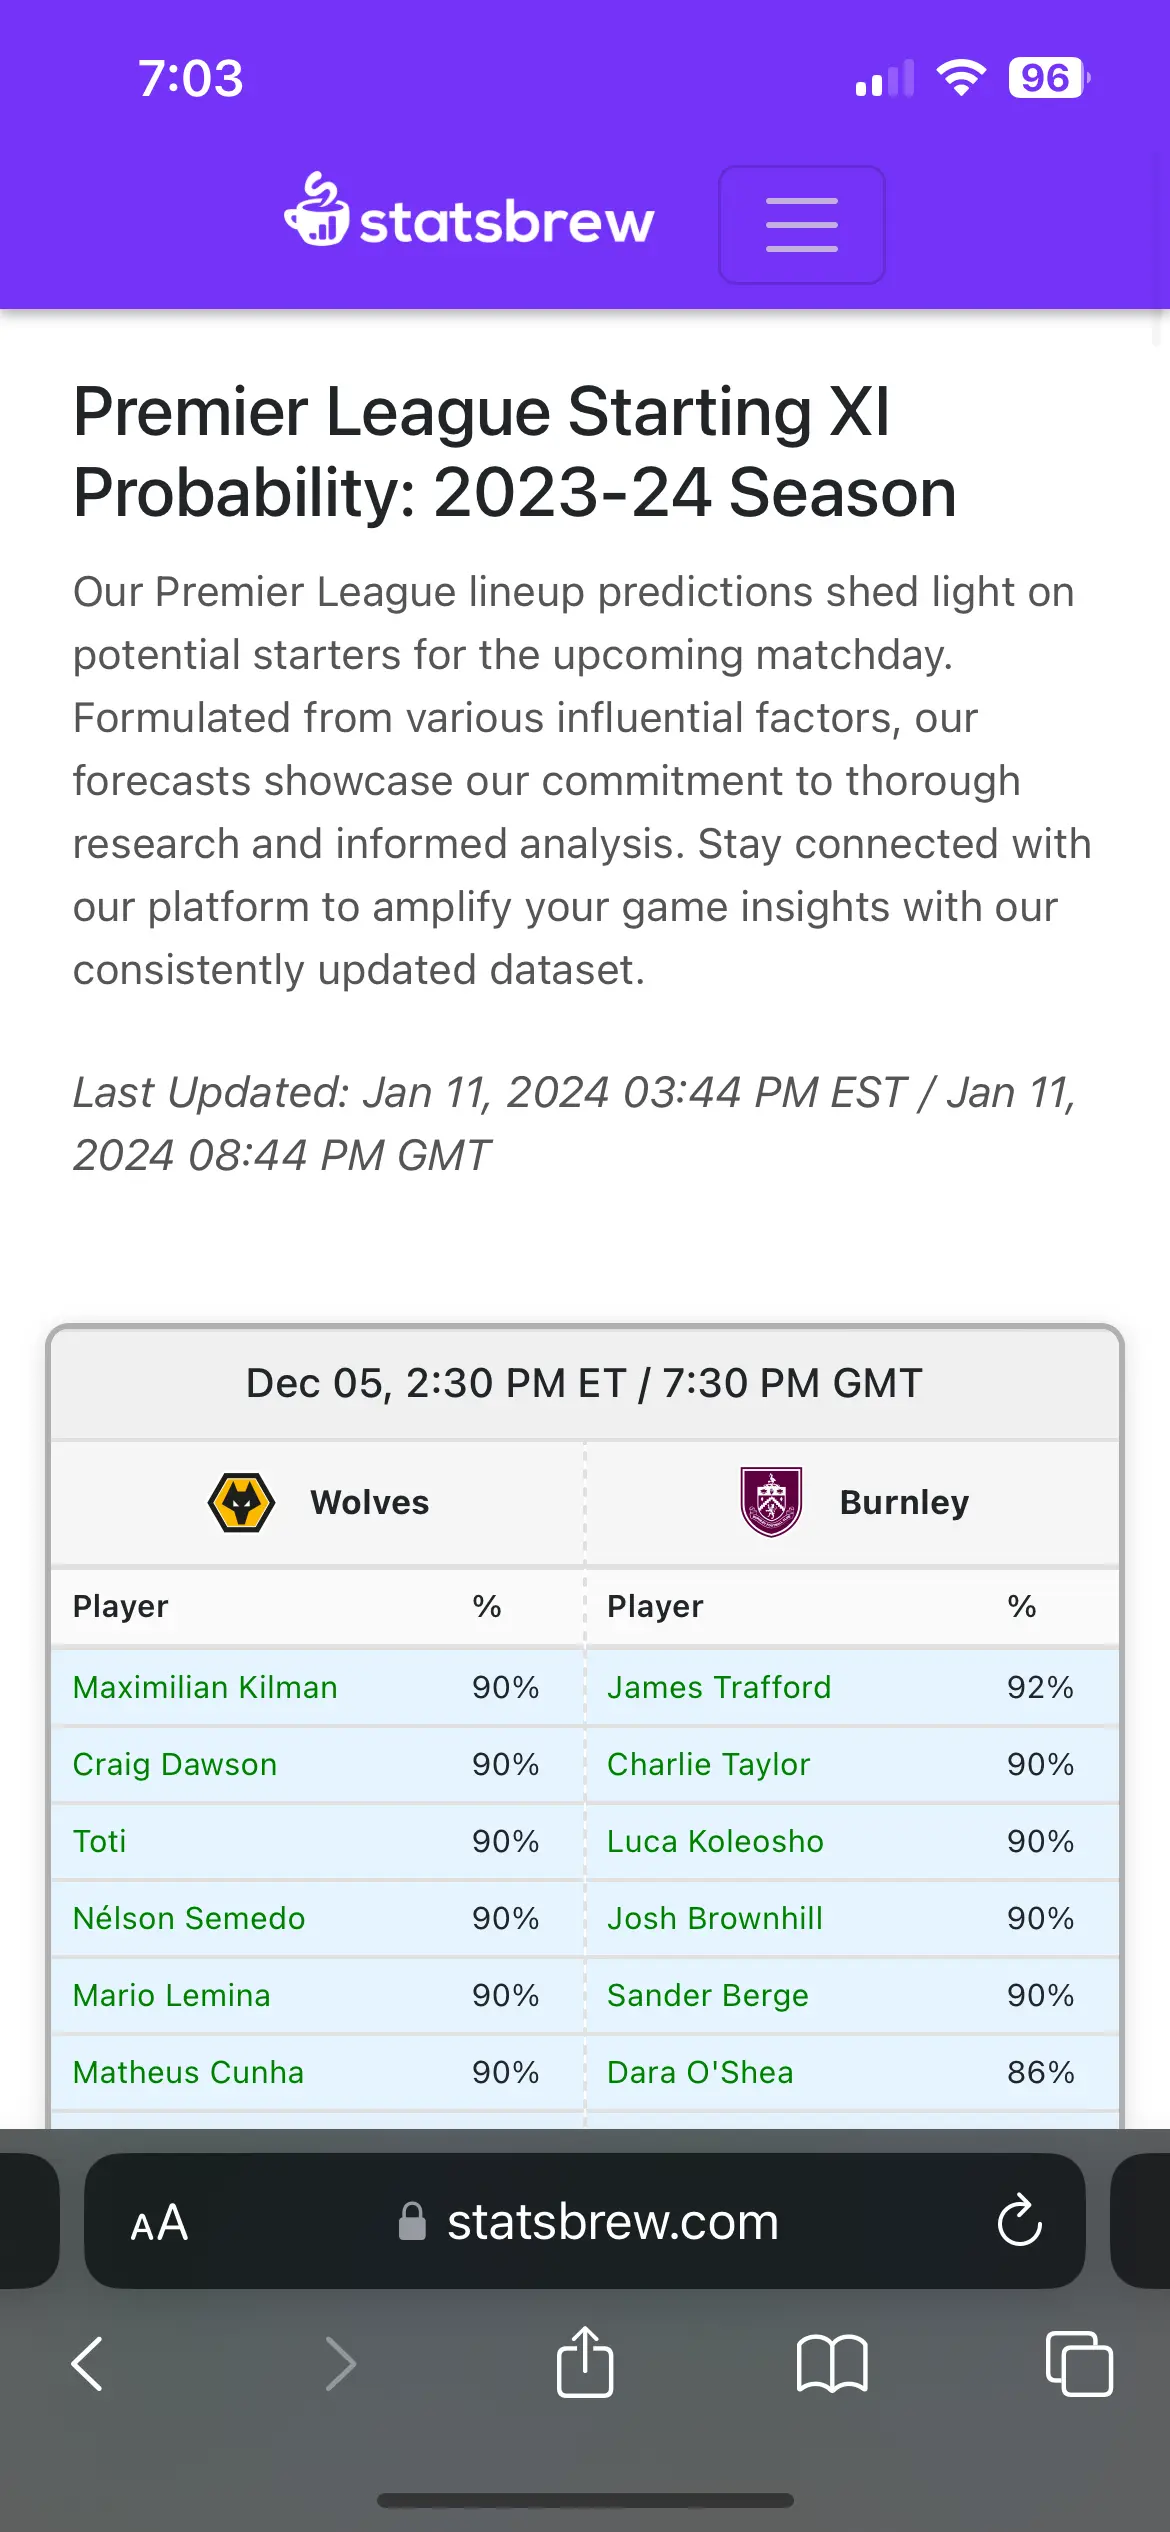 7:03
96
statsbrew
Premier League Starting XI
Probability: 2023-24 Season
Our Premier League lineup predictions shed light on
potential starters for the upcoming matchday.
Formulated from various influential factors, our
forecasts showcase our commitment to thorough
research and informed analysis. Stay connected with
our platform to amplify your game insights with our
consistently updated dataset.
Last Updated: Jan 11, 2024 03:44 PM EST / Jan 11,
2024 08:44 PM GMT
Dec 05, 2:30 PM ET / 7:30 PM GMT
Wolves Burnley
Player % Player %
Maximilian Kilman 90% James Trafford 92%
Craig Dawson 90% Charlie Taylor 90%
Toti 90% Luca Koleosho 90%
Nélson Semedo 90% Josh Brownhill 90%
Mario Lemina 90% Sander Berge 90%
Matheus Cunha 90% Dara O'Shea 86%
AA statsbrew.com